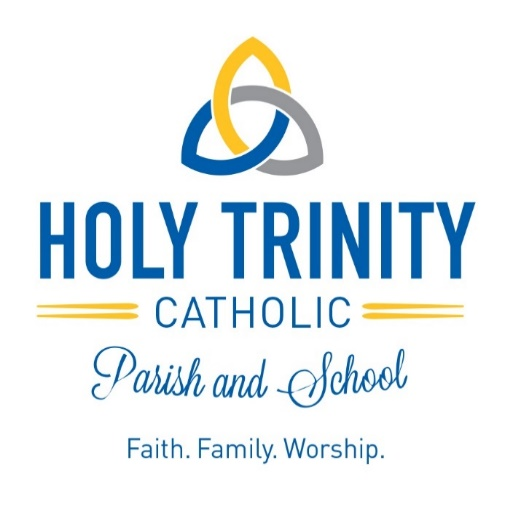 HOLY TRINITY
CATHOLIC
Parish and School
Faith. Family. Worship.